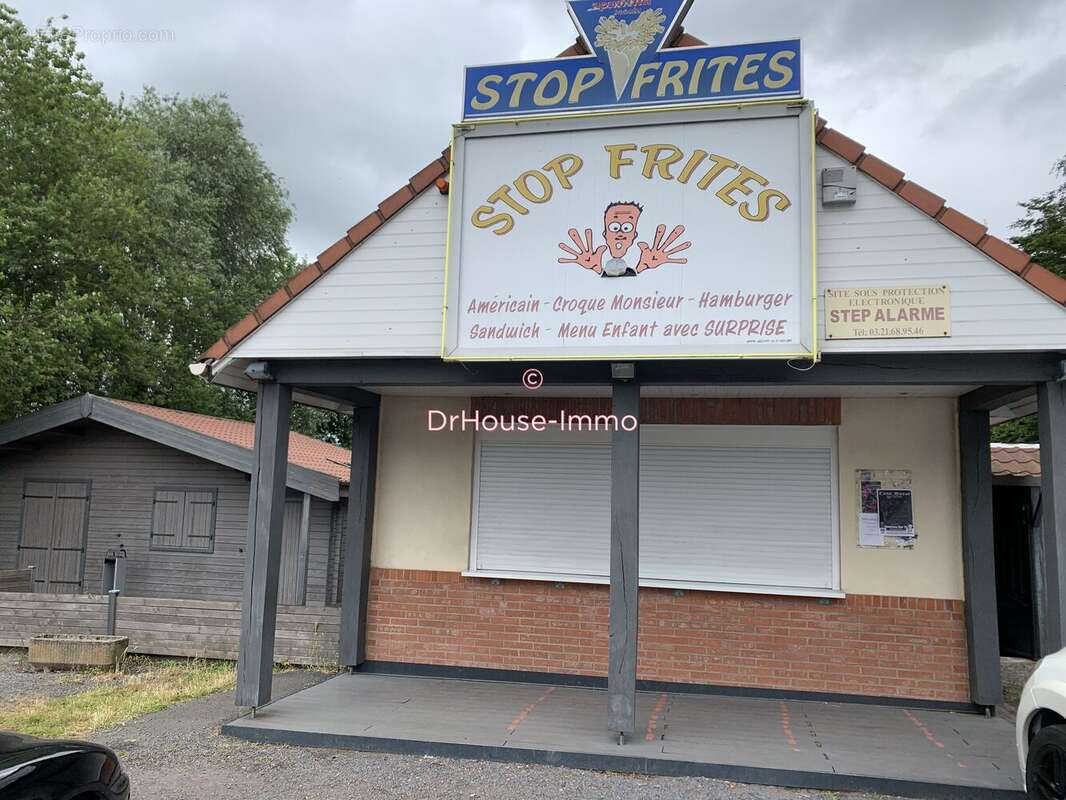 STOP FRITES
STOP FRITES
Américain - Croque Monsieur - Hamburger
Sandwich - Menu Enfant avec SURPRISE
SITE SOUS PROTECTION
ELECTRONIQUE
STEP ALARME
Tél: 03.21.68.95.46
©
DrHouse-Immo